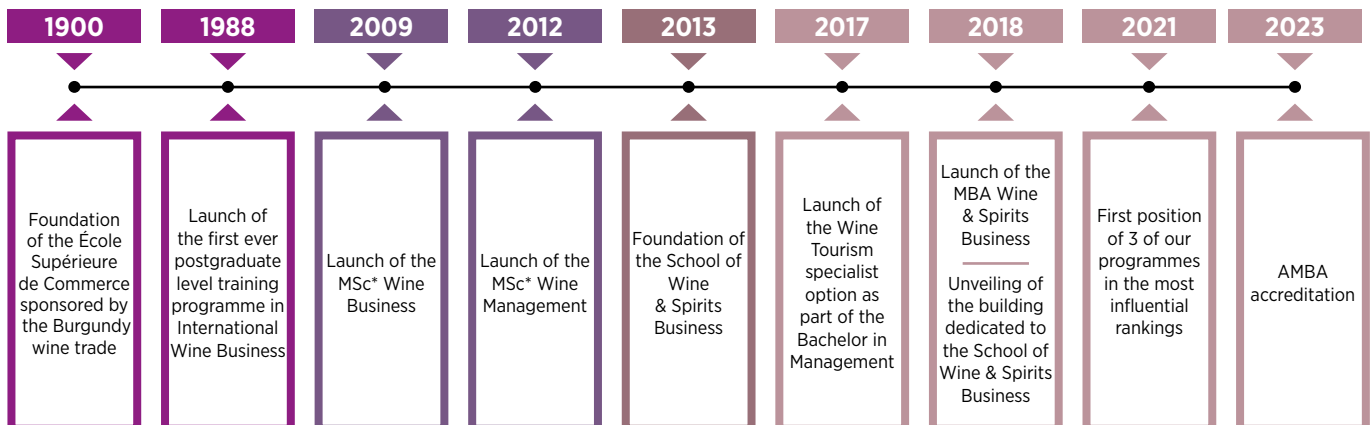 1900
1988
2009
2012
2013
2017
2018
2021
2023
Foundation
of the École
Supérieure
de Commerce
sponsored by
the Burgundy
wine trade
Launch of
the first ever
postgraduate
level training
programme in
International
Wine Business
Launch of the
MSc* Wine
Business
Launch of the
MSc* Wine
Management
Foundation of
the School of
Wine
& Spirits
Business
Launch of
the Wine
Tourism
specialist
option as
part of the
Bachelor in
Management
Launch of the
MBA Wine
& Spirits
Business
Unveiling of
the building
dedicated to
the School of
Wine & Spirits
Business
First position
of 3 of our
programmes
in the most
influential
rankings
AMBA
accreditation